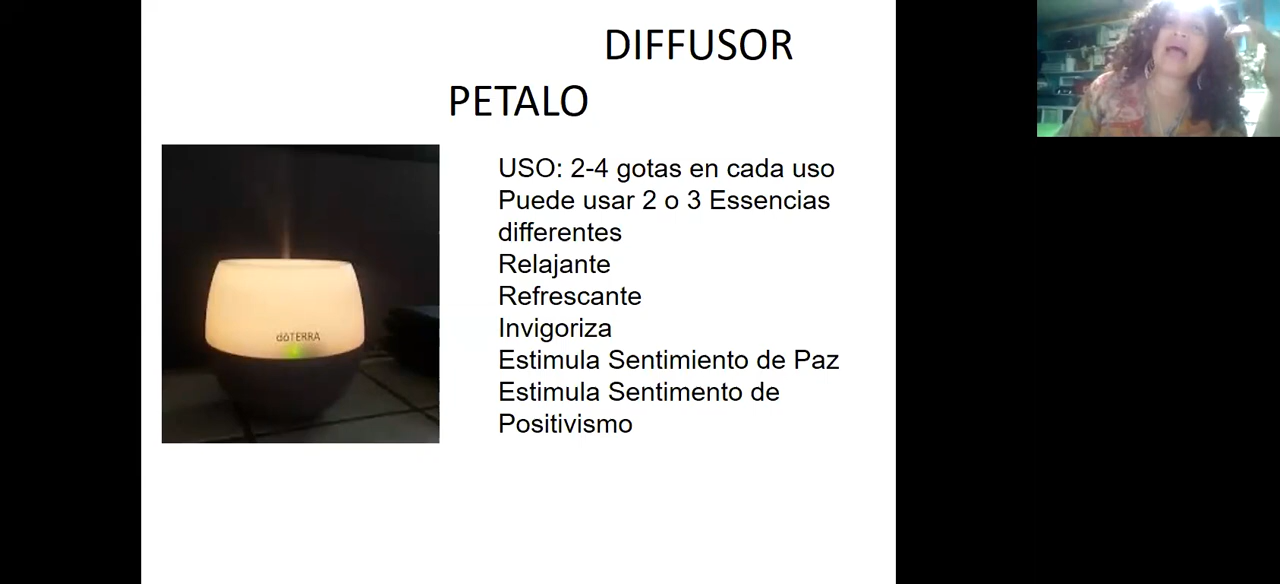 DIFFUSOR
PETALO
USO: 2-4 gotas en cada uso
Puede usar 2 o 3 Essencias
differentes
Relajante
Refrescante
Invigoriza
Estimula Sentimiento de Paz
Estimula Sentimento de
Positivismo
dōTERRA